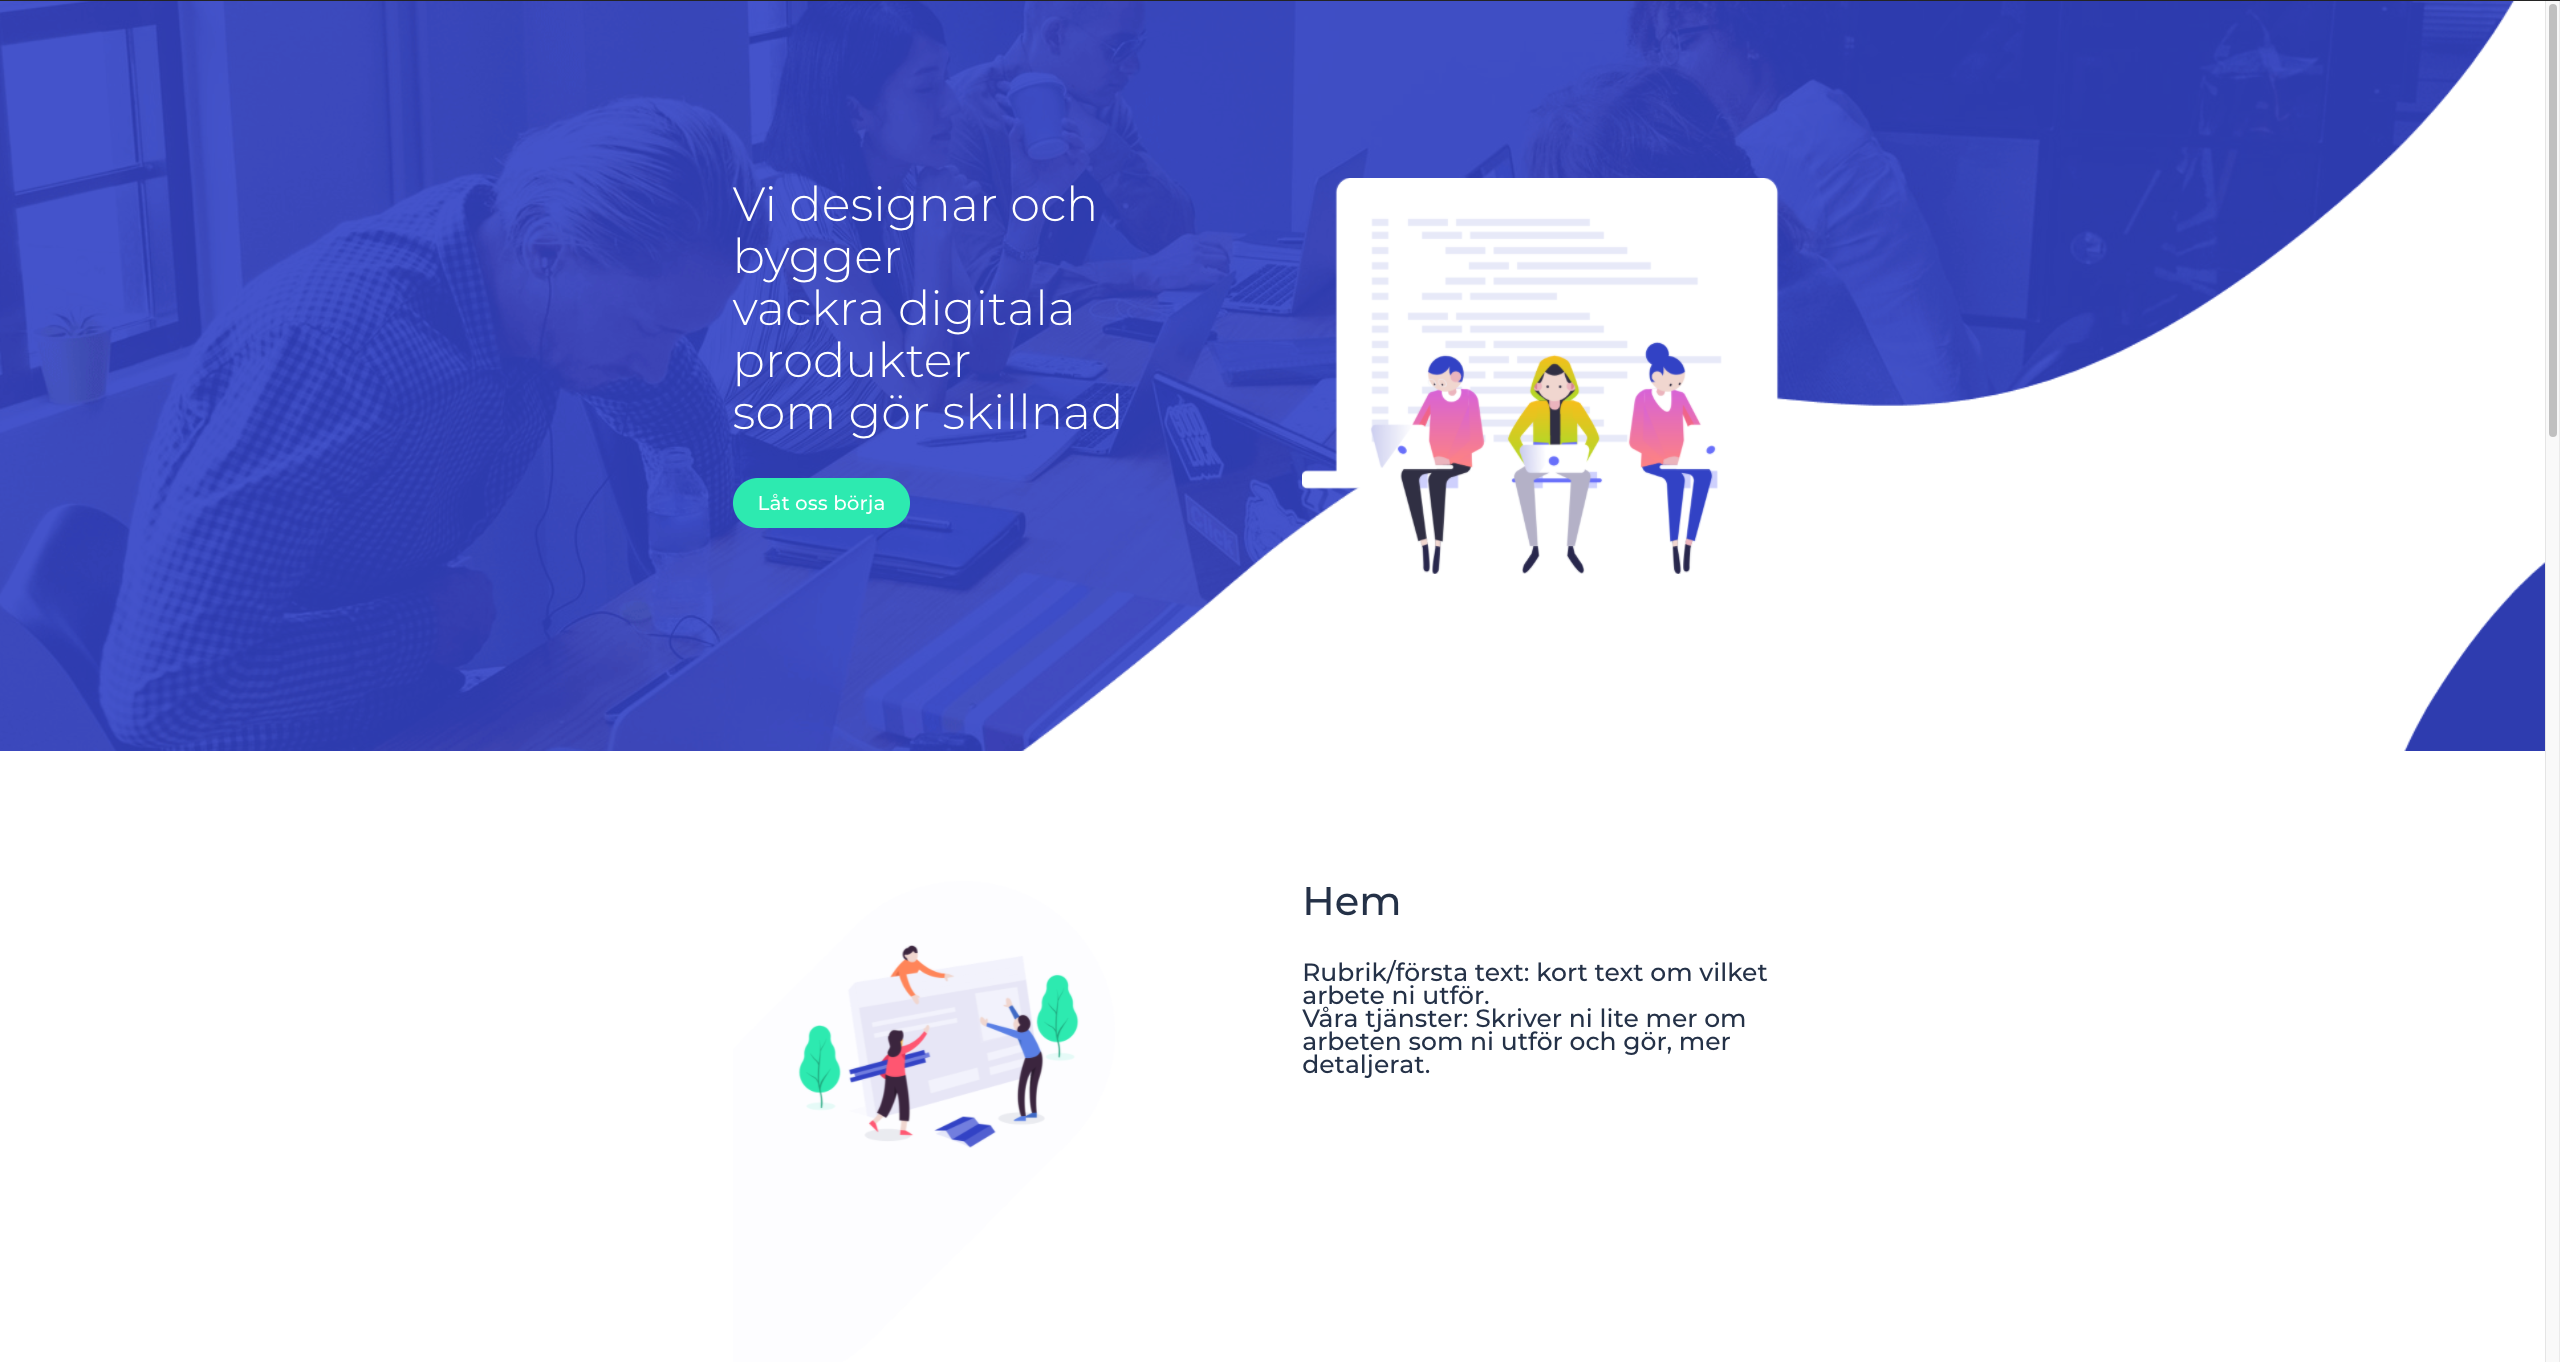 Vi designar och
bygger
vackra digitala
produkter
som gör skillnad
Låt oss börja
Hem
Rubrik/första text: kort text om vilket
arbete ni utför.
Våra tjänster: Skriver ni lite mer om
arbeten som ni utför och gör, mer
detaljerat.